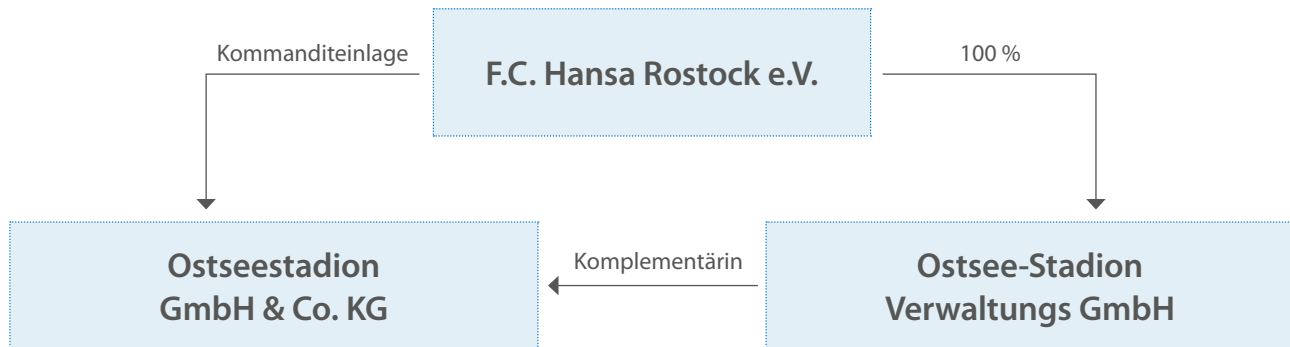 Kommanditeinlage
F.C. Hansa Rostock e.V.
100 %
Ostseestadion
GmbH & Co. KG
Komplementärin
Ostsee-Stadion
Verwaltungs GmbH